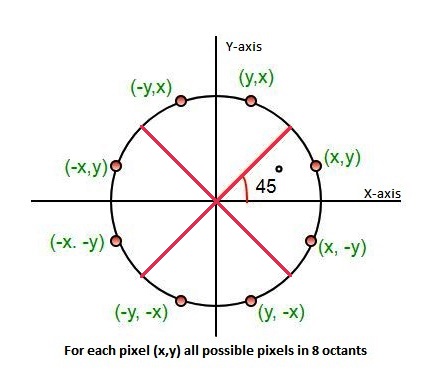 Y-axis
(-y,x)
(y,x)
(-x,y)
(x,y)
45°
X-axis
(-x. -y)
(x, -y)
(-y, -x)
(y, -x)
For each pixel (x,y) all possible pixels in 8 octants